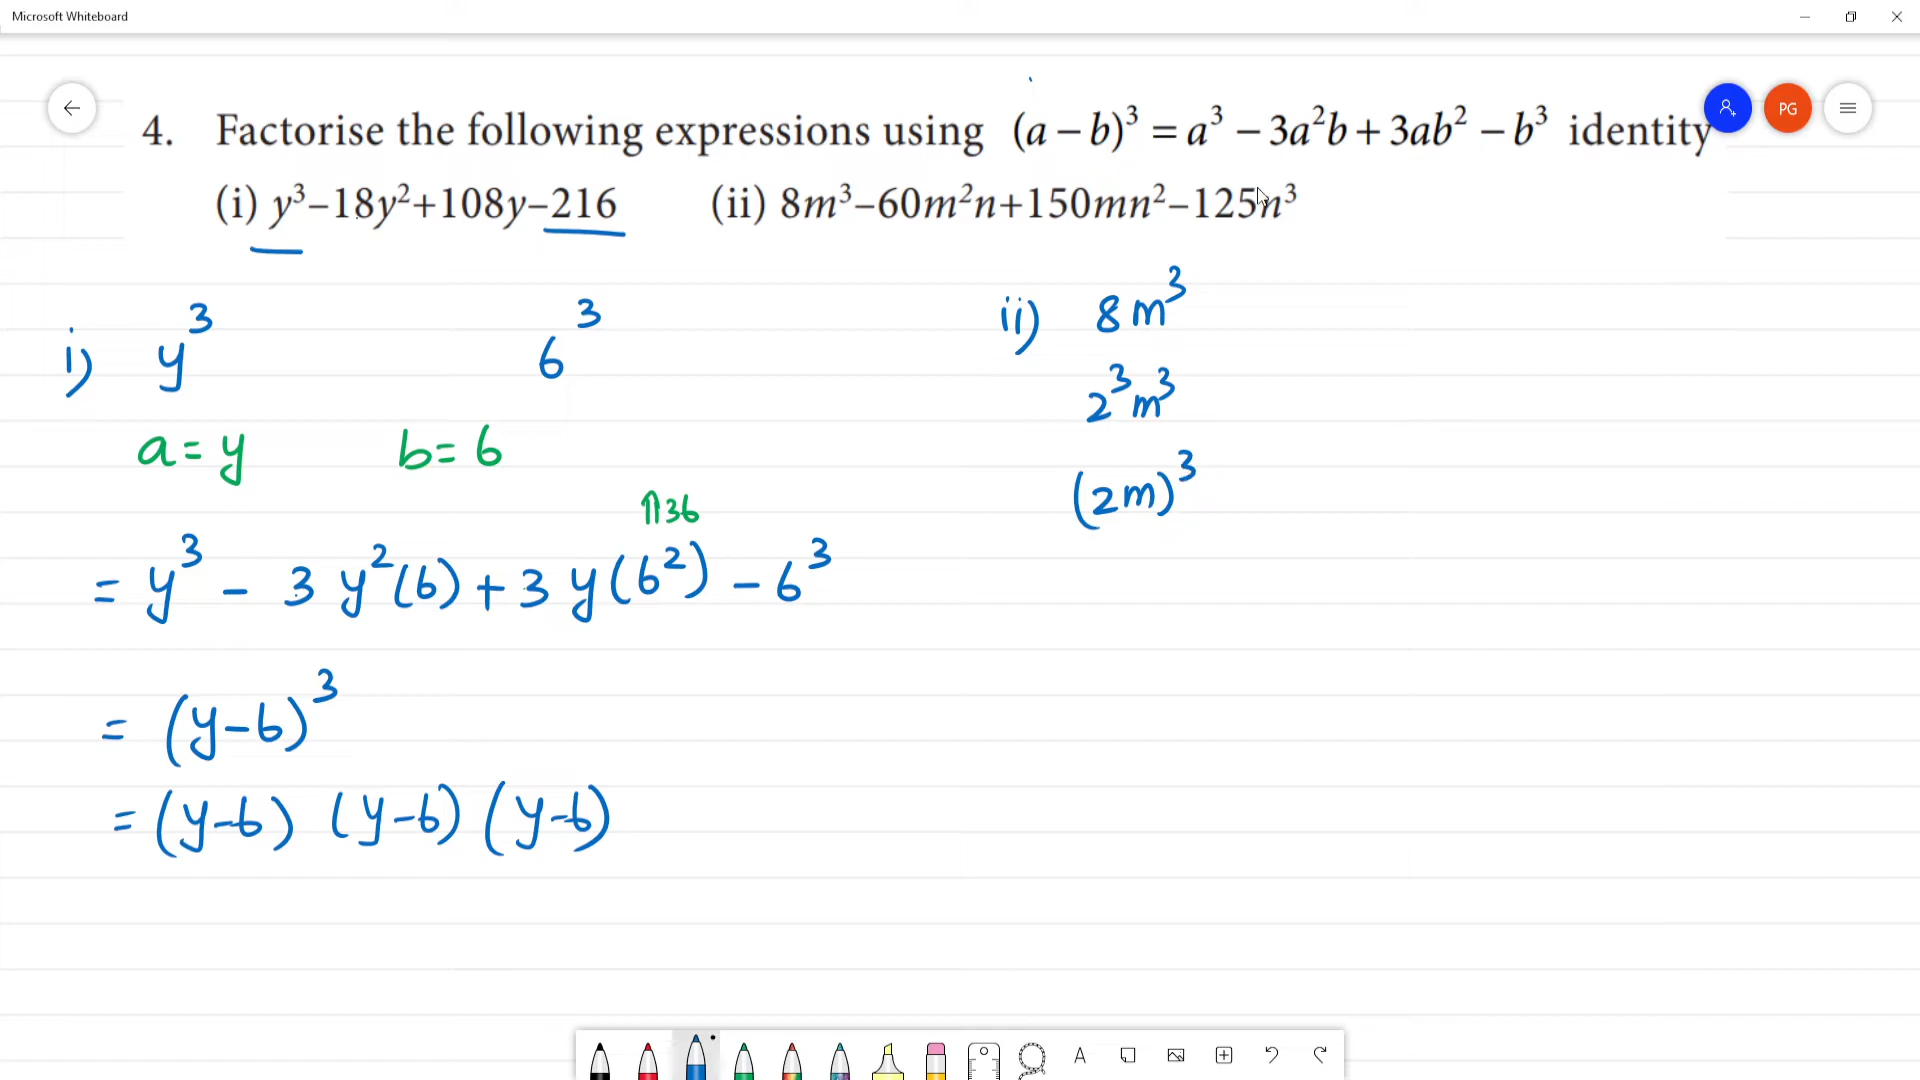 Microsoft Whiteboard
4. Factorise the following expressions using (a – b)³ = a³ – 3a²b + 3ab² – b³ identity
PG
(i) y³–18y²+108y–216 (ii) 8m³–60m²n+150mn²–125n³
i) y³ 6³
a = y b = 6
⇑36
= y³ – 3 y²(6) + 3 y(6²) – 6³
= (y–6)³
= (y–6) (y–6) (y–6)
ii) 8m³
2³m³
(2m)³
A